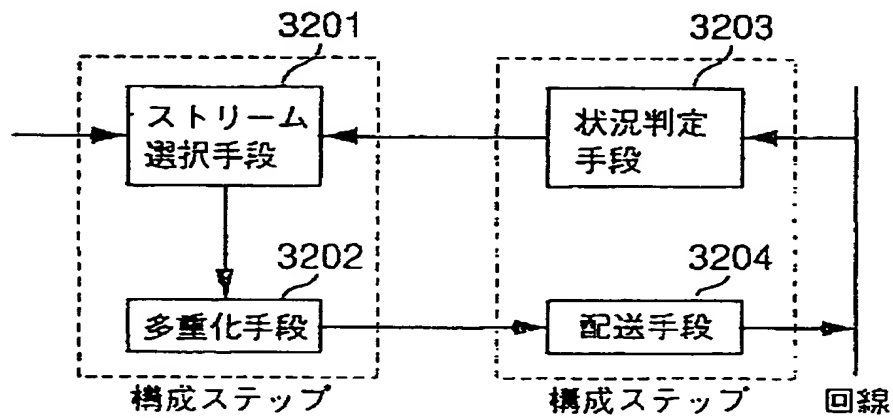 3201
3203
ストリーム
選択手段
状況判定
手段
3202
3204
多重化手段
配送手段
構成ステップ
構成ステップ
回線